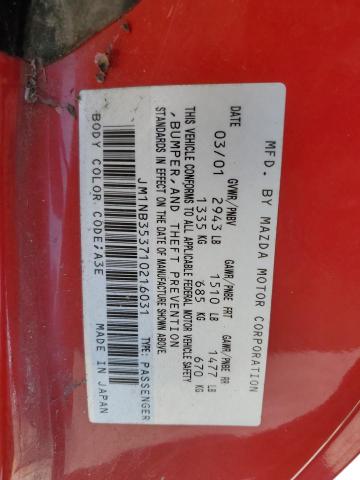 MFD. BY MAZDA MOTOR CORPORATION
03/01 GVWR/PNBV GAWR/PNBE FRT GAWR/PNBE RR
2943 LB 1510 LB 1477 LB
1335 KG 685 KG 670 KG
THIS VEHICLE CONFORMS TO ALL APPLICABLE FEDERAL MOTOR VEHICLE SAFETY
,BUMPER,AND THEFT PREVENTION
STANDARDS IN EFFECT ON THE DATE OF MANUFACTURE SHOWN ABOVE.
JM1NB353710216031 TYPE: PASSENGER
BODY COLOR CODE;A3E MADE IN JAPAN